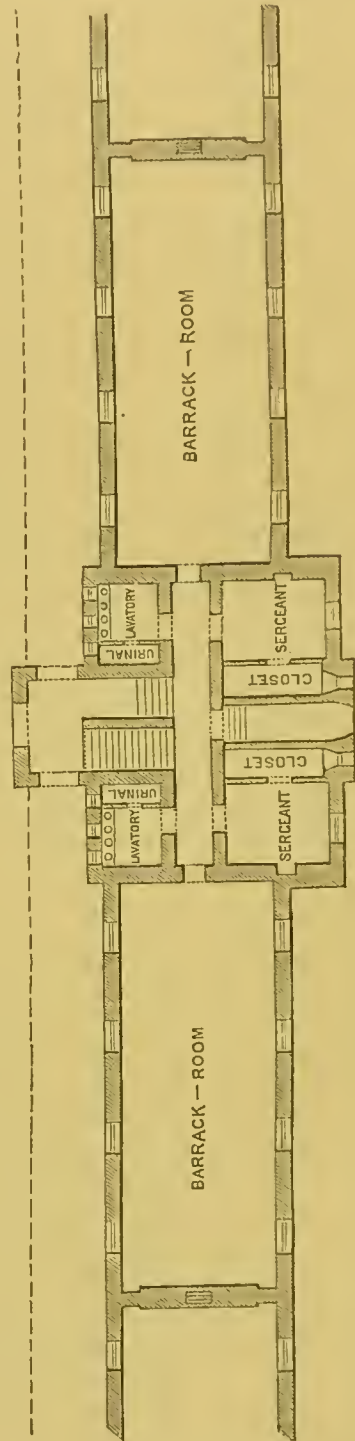 BARRACK — ROOM
LAVATORY
URINAL
SERGEANT
CLOSET
CLOSET
URINAL
LAVATORY
SERGEANT
BARRACK — ROOM